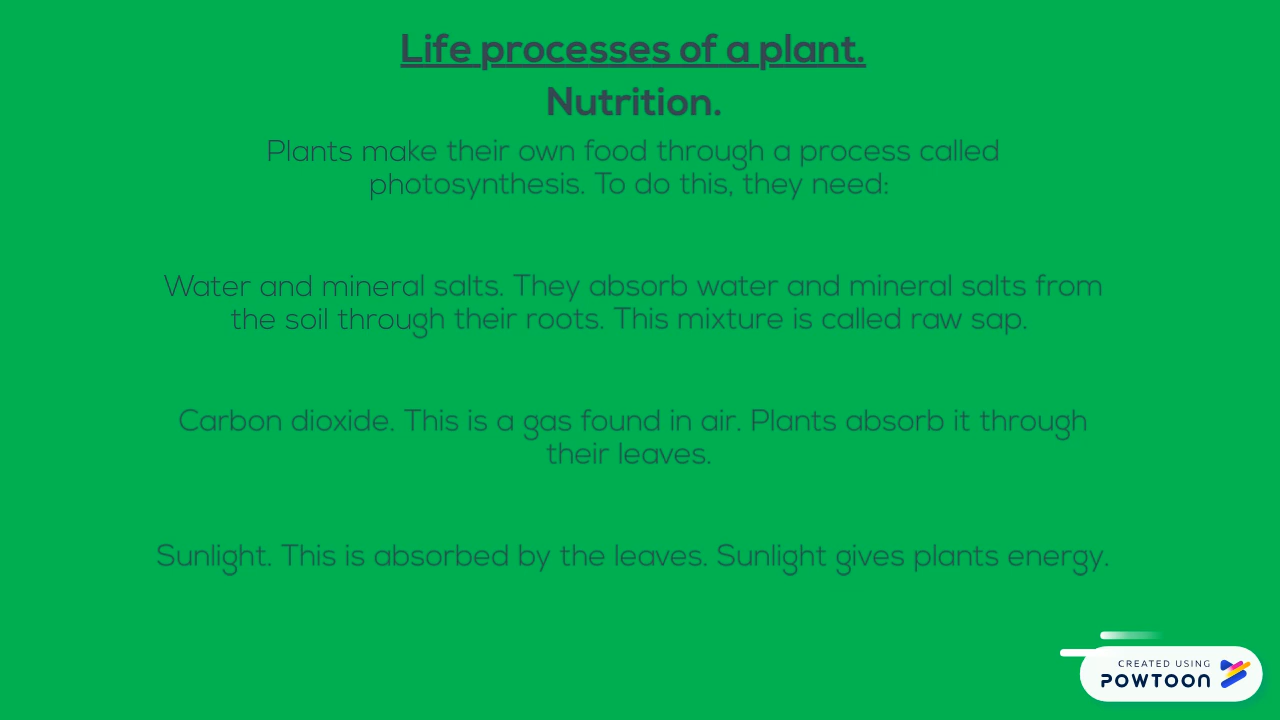 Life processes of a plant.
Nutrition.
Plants make their own food through a process called
photosynthesis. To do this, they need:
Water and mineral salts. They absorb water and mineral salts from
the soil through their roots. This mixture is called raw sap.
Carbon dioxide. This is a gas found in air. Plants absorb it through
their leaves.
Sunlight. This is absorbed by the leaves. Sunlight gives plants energy.
CREATED USING
POWTOON